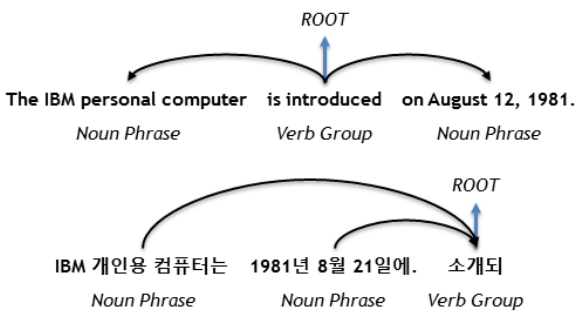 ROOT
The IBM personal computer is introduced on August 12, 1981.
Noun Phrase Verb Group Noun Phrase
ROOT
IBM 개인용 컴퓨터는 1981년 8월 21일에. 소개되
Noun Phrase Noun Phrase Verb Group